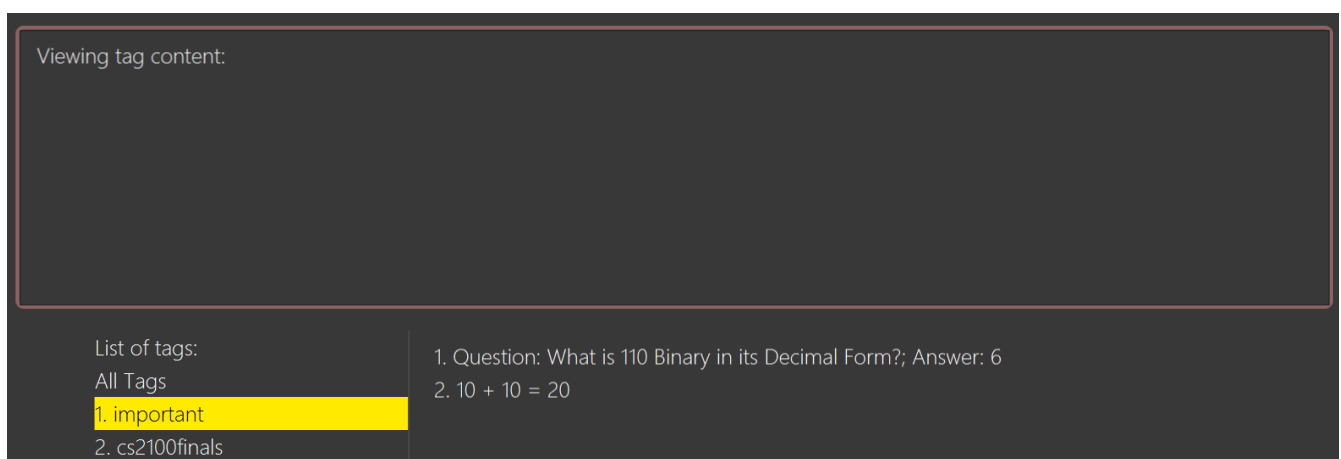 Viewing tag content:
List of tags:
All Tags
1. important
2. cs2100finals
1. Question: What is 110 Binary in its Decimal Form?; Answer: 6
2. 10 + 10 = 20